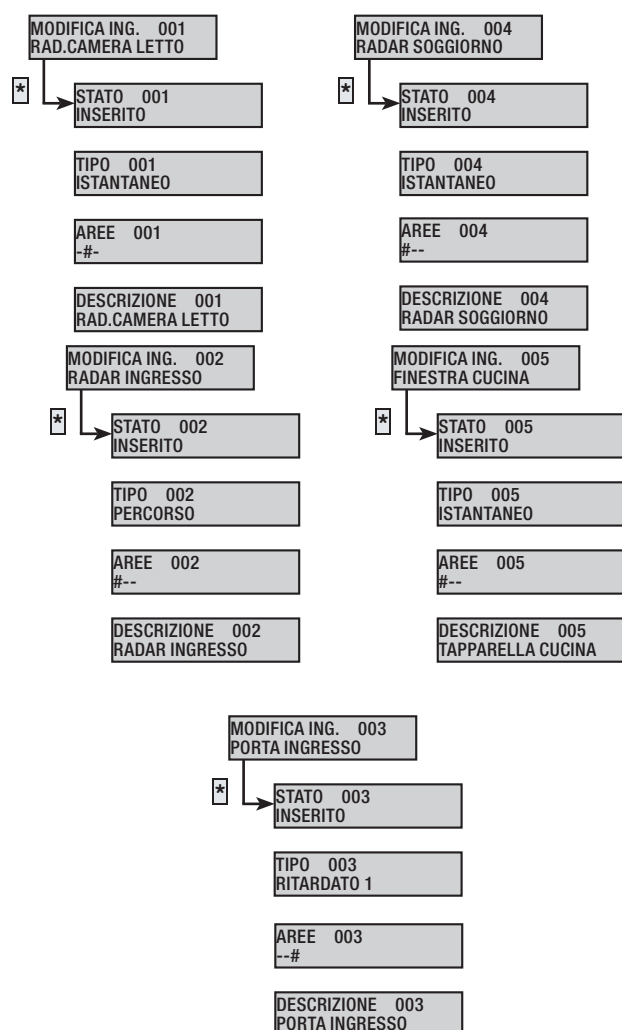 MODIFICA ING. 001
RAD.CAMERA LETTO
*
STATO 001
INSERITO
TIPO 001
ISTANTANEO
AREE 001
-#-
DESCRIZIONE 001
RAD.CAMERA LETTO
MODIFICA ING. 004
RADAR SOGGIORNO
*
STATO 004
INSERITO
TIPO 004
ISTANTANEO
AREE 004
#--
DESCRIZIONE 004
RADAR SOGGIORNO
MODIFICA ING. 002
RADAR INGRESSO
*
STATO 002
INSERITO
TIPO 002
PERCORSO
AREE 002
#--
DESCRIZIONE 002
RADAR INGRESSO
MODIFICA ING. 005
FINESTRA CUCINA
*
STATO 005
INSERITO
TIPO 005
ISTANTANEO
AREE 005
#--
DESCRIZIONE 005
TAPPARELLA CUCINA
MODIFICA ING. 003
PORTA INGRESSO
*
STATO 003
INSERITO
TIPO 003
RITARDATO 1
AREE 003
--#
DESCRIZIONE 003
PORTA INGRESSO